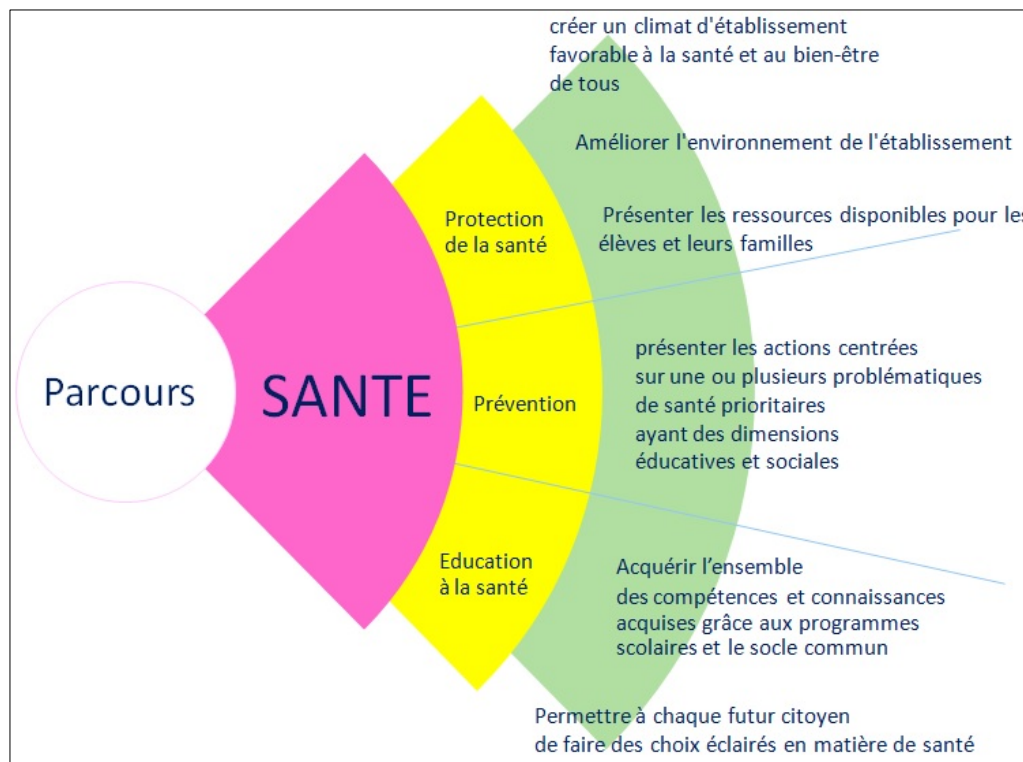 créer un climat d'établissement
favorable à la santé et au bien-être
de tous
Améliorer l'environnement de l'établissement
Protection
de la santé
Présenter les ressources disponibles pour les
élèves et leurs familles
Parcours
SANTE
Prévention
présenter les actions centrées
sur une ou plusieurs problématiques
de santé prioritaires
ayant des dimensions
éducatives et sociales
Education
à la santé
Acquérir l’ensemble
des compétences et connaissances
acquises grâce aux programmes
scolaires et le socle commun
Permettre à chaque futur citoyen
de faire des choix éclairés en matière de santé